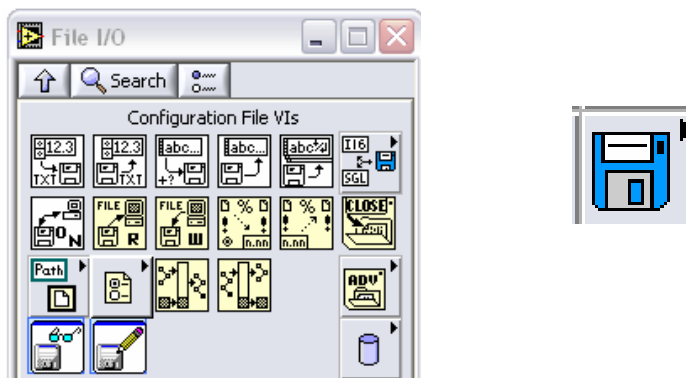 File I/O
Search
Configuration File VIs
12.3 12.3 abc... abc... abc I16
TXT TXT +? SGL
FILE FILE % %
CLOSE
O N R W n.nn n.nn
Path ADV